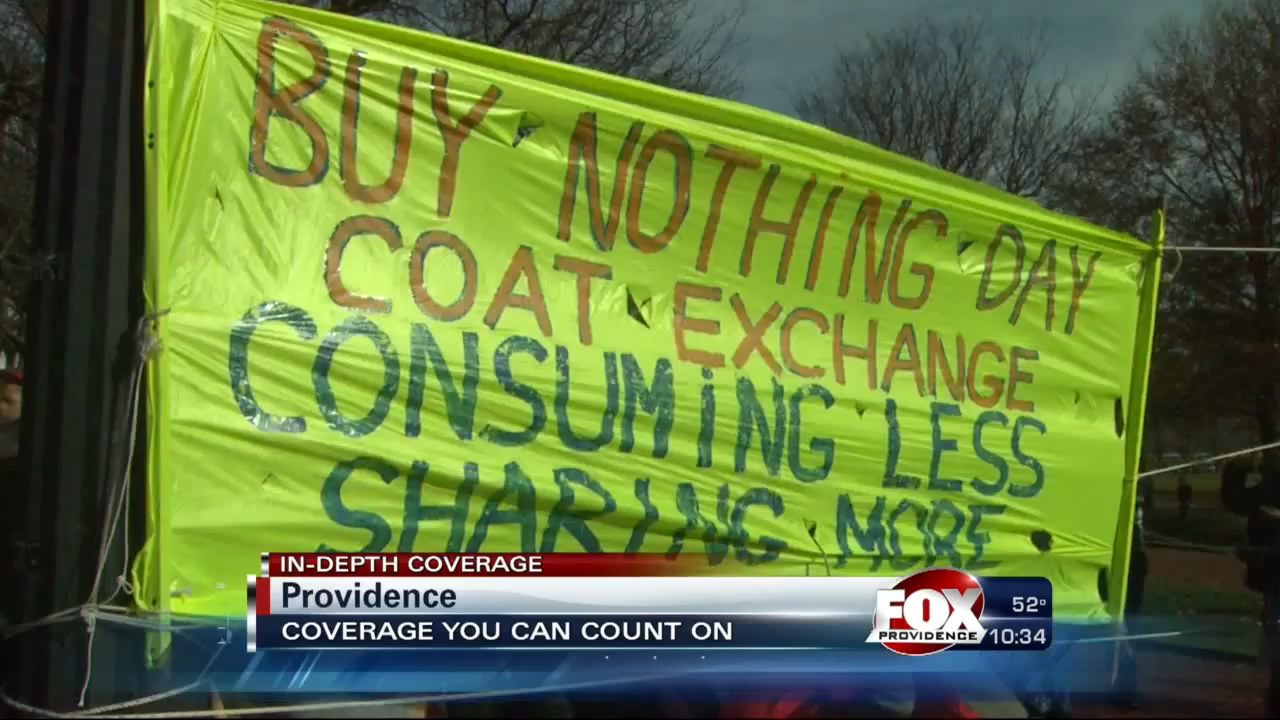 BUY NOTHING DAY
COAT EXCHANGE
CONSUMING LESS
SHARING MORE
IN-DEPTH COVERAGE
Providence
COVERAGE YOU CAN COUNT ON
FOX
PROVIDENCE
52°
10:34